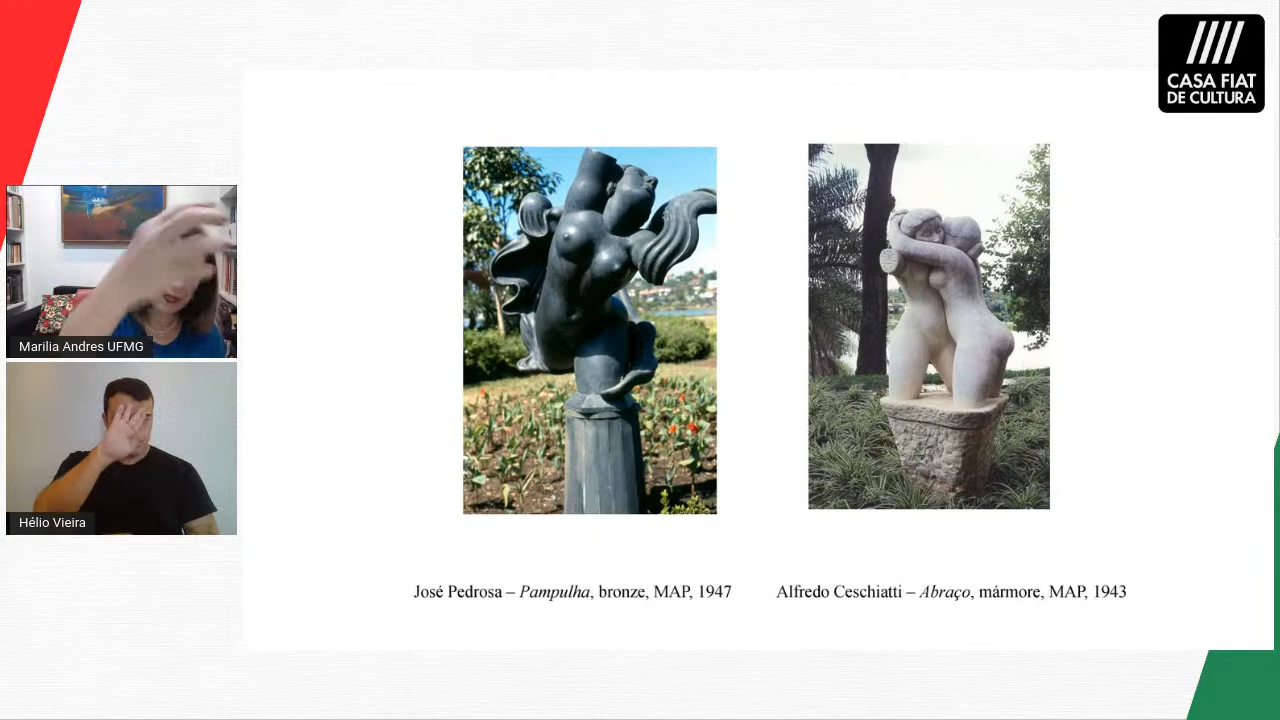 CASA FIAT
DE CULTURA
Marilia Andres UFMG
Hélio Vieira
José Pedrosa – Pampulha, bronze, MAP, 1947
Alfredo Ceschiatti – Abraço, mármore, MAP, 1943